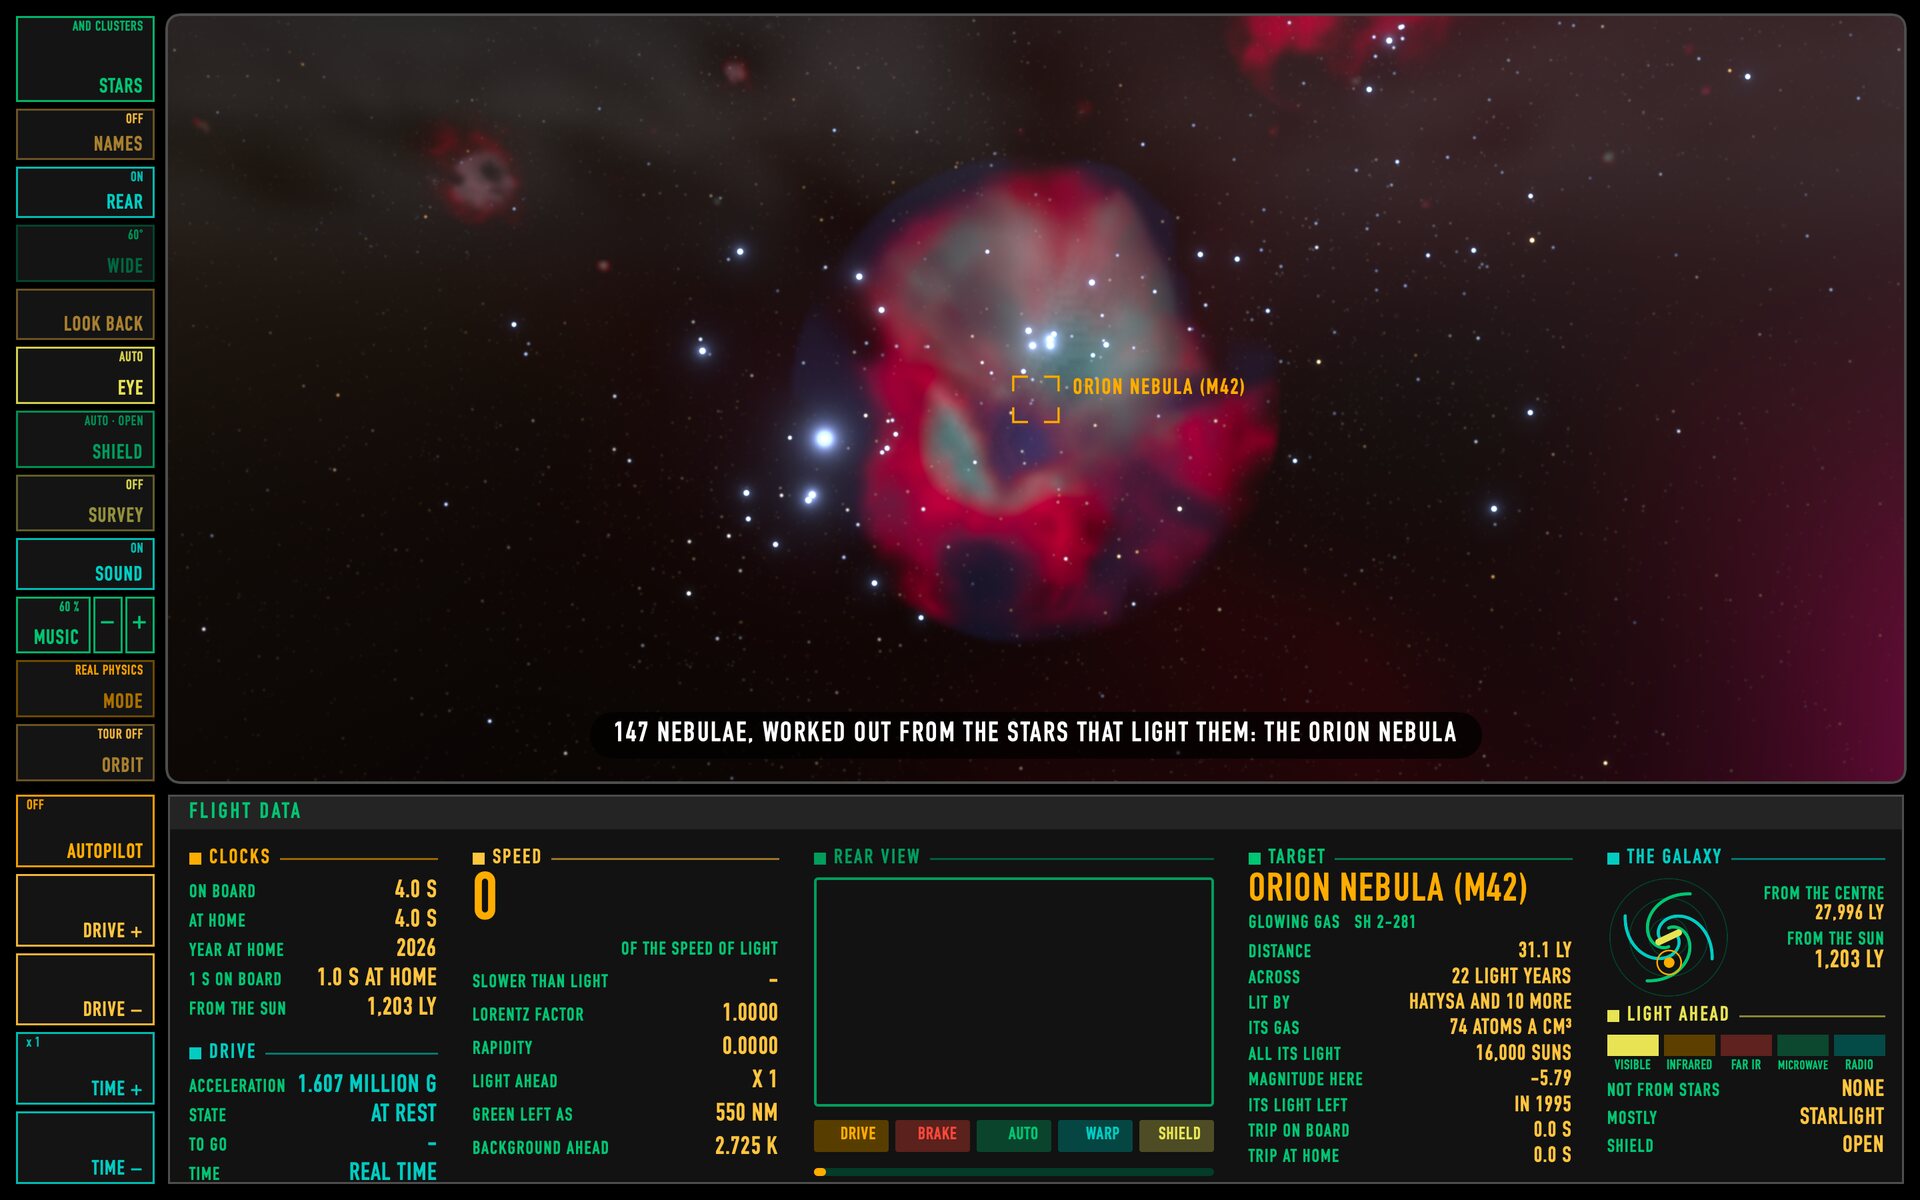 AND CLUSTERS
STARS
OFF
NAMES
ON
REAR
60°
WIDE
LOOK BACK
AUTO
EYE
AUTO · OPEN
SHIELD
OFF
SURVEY
ON
SOUND
60 %
MUSIC − +
REAL PHYSICS
MODE
TOUR OFF
ORBIT
OFF
AUTOPILOT
DRIVE +
DRIVE −
x 1
TIME +
TIME −
ORION NEBULA (M42)
147 NEBULAE, WORKED OUT FROM THE STARS THAT LIGHT THEM: THE ORION NEBULA
FLIGHT DATA
CLOCKS
ON BOARD 4.0 S
AT HOME 4.0 S
YEAR AT HOME 2026
1 S ON BOARD 1.0 S AT HOME
FROM THE SUN 1,203 LY
DRIVE
ACCELERATION 1.607 MILLION G
STATE AT REST
TO GO –
TIME REAL TIME
SPEED
0
OF THE SPEED OF LIGHT
SLOWER THAN LIGHT –
LORENTZ FACTOR 1.0000
RAPIDITY 0.0000
LIGHT AHEAD X 1
GREEN LEFT AS 550 NM
BACKGROUND AHEAD 2.725 K
REAR VIEW
DRIVE BRAKE AUTO WARP SHIELD
TARGET
ORION NEBULA (M42)
GLOWING GAS SH 2-281
DISTANCE 31.1 LY
ACROSS 22 LIGHT YEARS
LIT BY HATYSA AND 10 MORE
ITS GAS 74 ATOMS A CM³
ALL ITS LIGHT 16,000 SUNS
MAGNITUDE HERE -5.79
ITS LIGHT LEFT IN 1995
TRIP ON BOARD 0.0 S
TRIP AT HOME 0.0 S
THE GALAXY
FROM THE CENTRE
27,996 LY
FROM THE SUN
1,203 LY
LIGHT AHEAD
VISIBLE INFRARED FAR IR MICROWAVE RADIO
NOT FROM STARS NONE
MOSTLY STARLIGHT
SHIELD OPEN